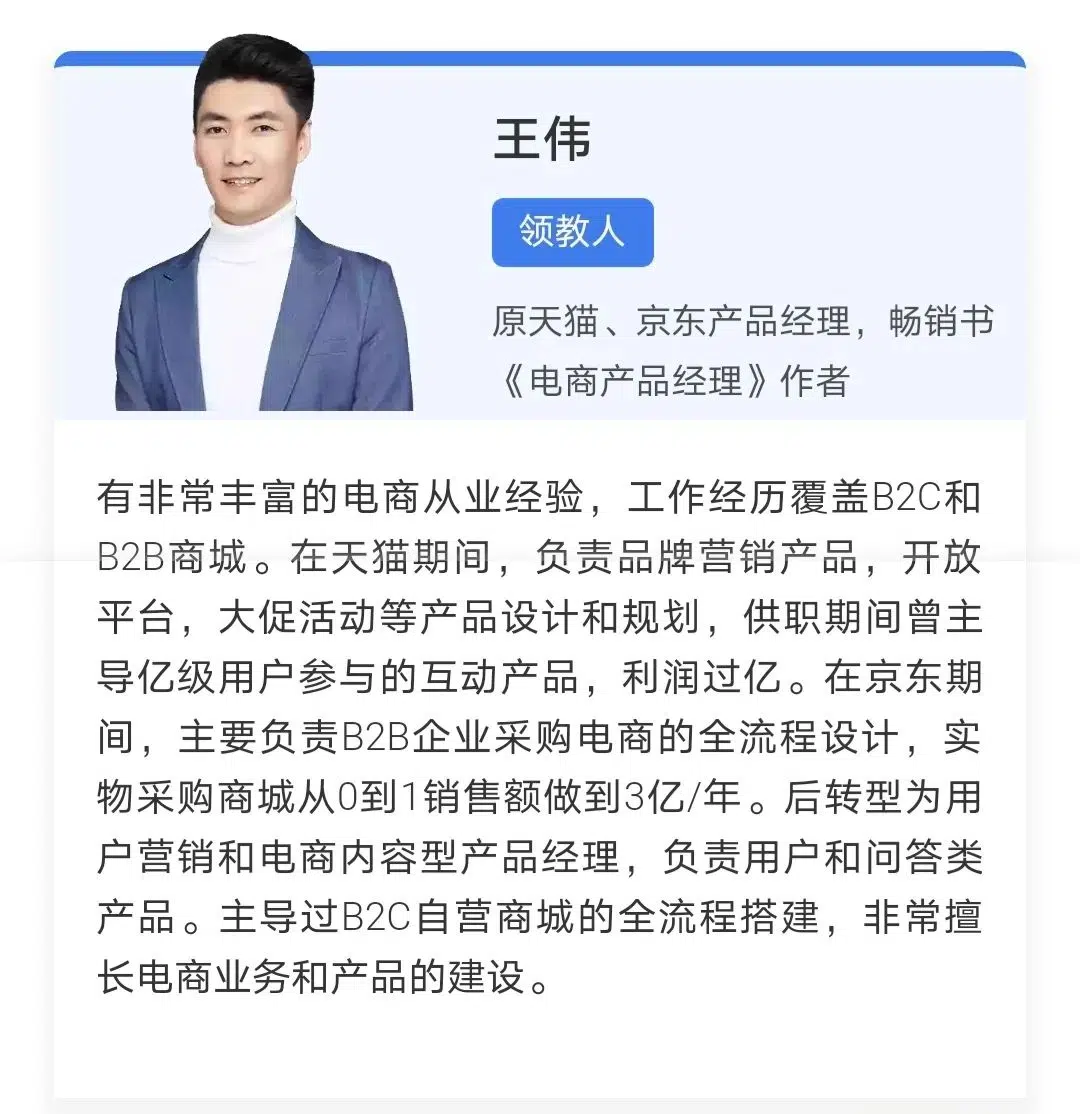 王伟
领教人
原天猫、京东产品经理，畅销书
《电商产品经理》作者
有非常丰富的电商从业经验，工作经历覆盖B2C和
B2B商城。在天猫期间，负责品牌营销产品，开放
平台，大促活动等产品设计和规划，供职期间曾主
导亿级用户参与的互动产品，利润过亿。在京东期
间，主要负责B2B企业采购电商的全流程设计，实
物采购商城从0到1销售额做到3亿/年。后转型为用
户营销和电商内容型产品经理，负责用户和问答类
产品。主导过B2C自营商城的全流程搭建，非常擅
长电商业务和产品的建设。